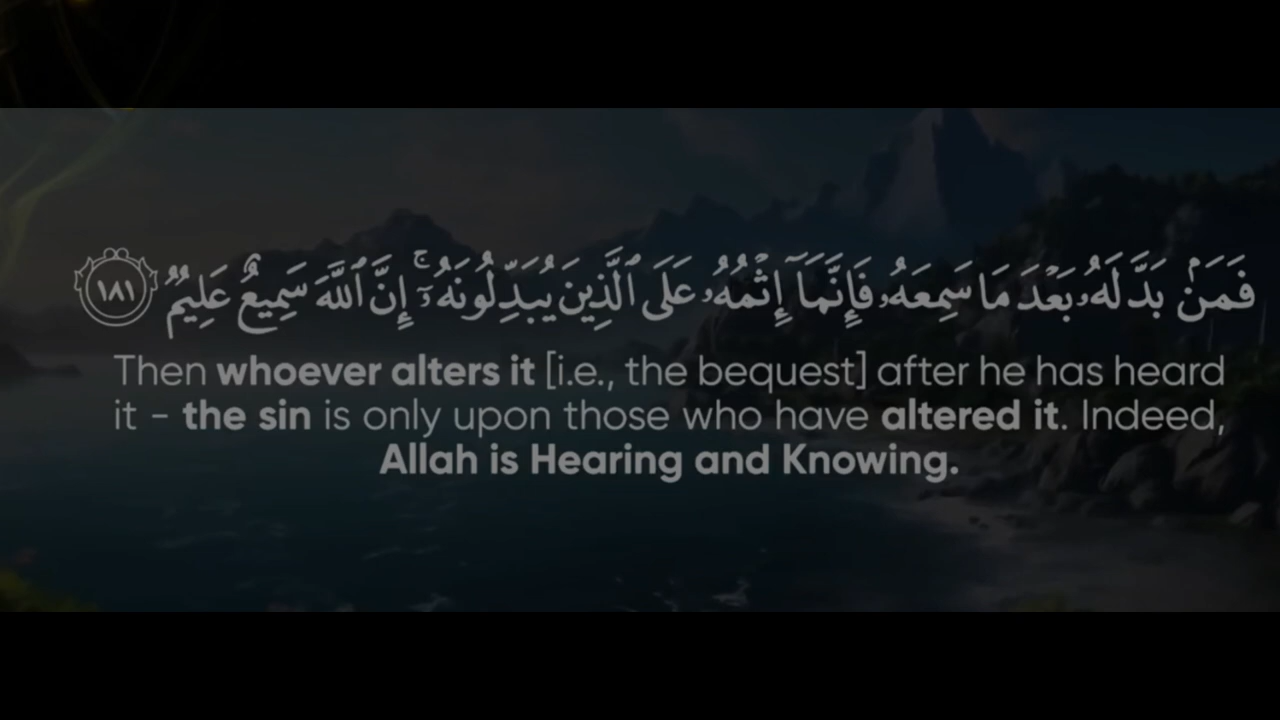 فَمَنۢ بَدَّلَهُۥ بَعْدَ مَا سَمِعَهُۥ فَإِنَّمَآ إِثْمُهُۥ عَلَى ٱلَّذِينَ يُبَدِّلُونَهُۥٓ ۚ إِنَّ ٱللَّهَ سَمِيعٌ عَلِيمٌ ١٨١
Then whoever alters it [i.e., the bequest] after he has heard
it - the sin is only upon those who have altered it. Indeed,
Allah is Hearing and Knowing.